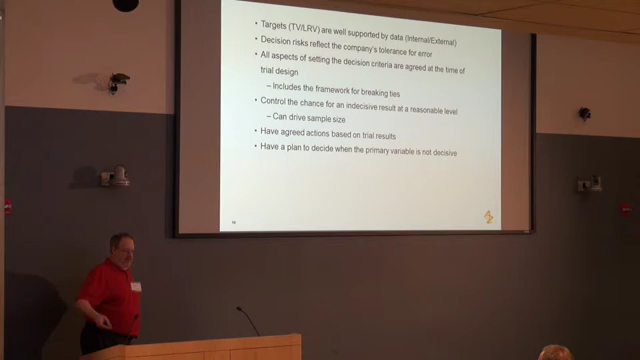 • Targets (TV/LRV) are well supported by data (Internal/External)
• Decision risks reflect the company's tolerance for error
• All aspects of setting the decision criteria are agreed at the time of
trial design
– Includes the framework for breaking ties
• Control the chance for an indecisive result at a reasonable level
– Can drive sample size
• Have agreed actions based on trial results
• Have a plan to decide when the primary variable is not decisive